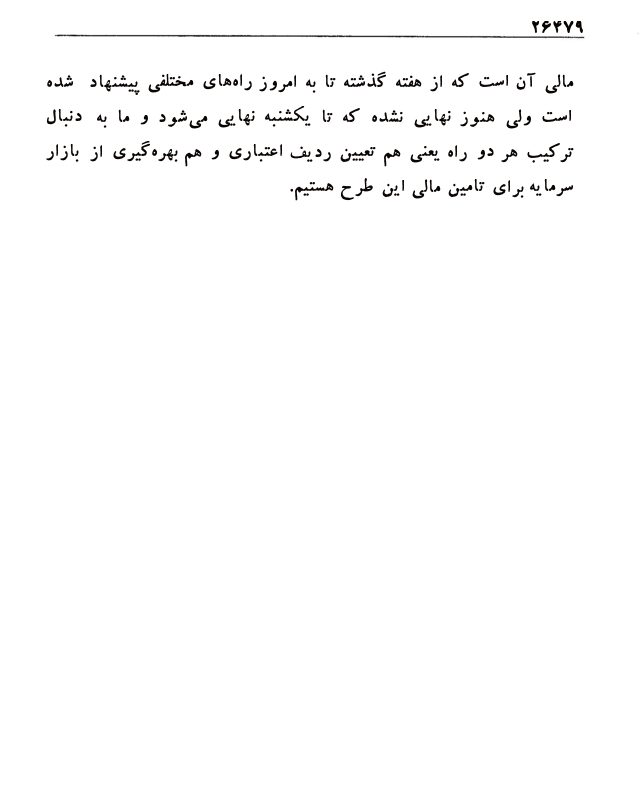 ۲۶۴۷۹
مالی آن است که از هفته گذشته تا به امروز راه‌های مختلفی پیشنهاد شده
است ولی هنوز نهایی نشده که تا یکشنبه نهایی می‌شود و ما به دنبال
ترکیب هر دو راه یعنی هم تعیین ردیف اعتباری و هم بهره‌گیری از بازار
سرمایه برای تامین مالی این طرح هستیم.